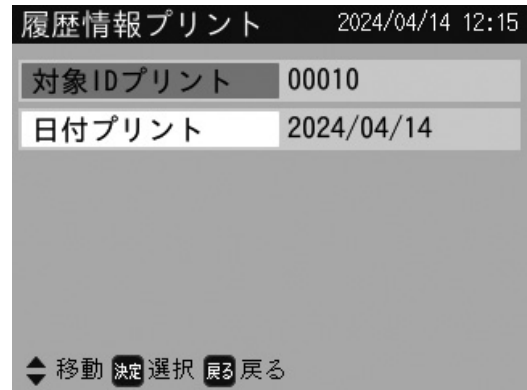 履歴情報プリント 2024/04/14 12:15
対象IDプリント 00010
日付プリント 2024/04/14
移動 決定 選択 戻る 戻る